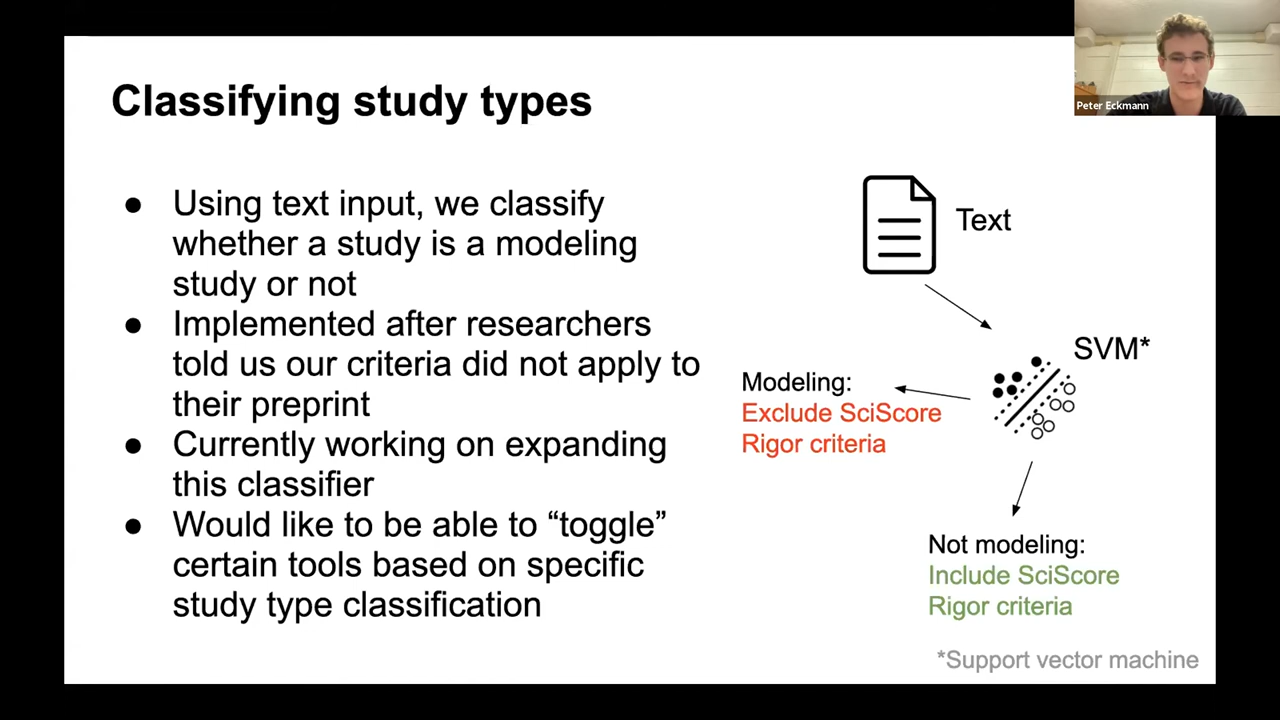 Peter Eckmann
Classifying study types
● Using text input, we classify
whether a study is a modeling
study or not
● Implemented after researchers
told us our criteria did not apply to
their preprint
● Currently working on expanding
this classifier
● Would like to be able to “toggle”
certain tools based on specific
study type classification
Text
SVM*
Modeling:
Exclude SciScore
Rigor criteria
Not modeling:
Include SciScore
Rigor criteria
*Support vector machine